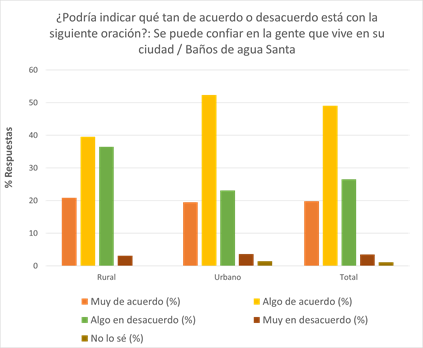 ¿Podría indicar qué tan de acuerdo o desacuerdo está con la
siguiente oración?: Se puede confiar en la gente que vive en su
ciudad / Baños de agua Santa
60
50
40
30
20
10
0
% Respuestas
Rural Urbano Total
Muy de acuerdo (%) Algo de acuerdo (%)
Algo en desacuerdo (%) Muy en desacuerdo (%)
No lo sé (%)